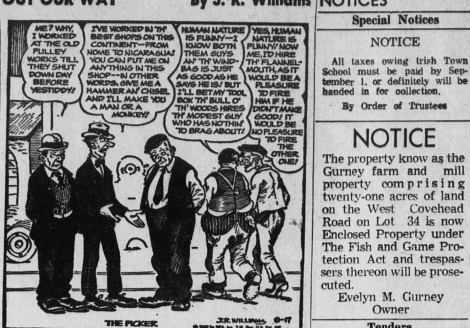 OUT OUR WAY
By J. R. Williams
ME? WHY,
I WORKED
AT THE OLD
PULLEY
WORKS TILL
THEY SHUT
DOWN DAY
BEFORE
YESTIDDY!
I'VE WORKED IN TH'
BEST SHOPS ON THIS
CONTINENT--FROM
NOME TO NICARAGUA!
YOU CAN PUT ME ON
ANYTHING IN THIS
SHOP--IN OTHER
WORDS, GIVE ME A
HAMMER AN' CHISEL
AND I'LL MAKE YOU
A MAN OR A
MONKEY!
HUMAN NATURE
IS FUNNY--I
KNOW BOTH
THEM GUYS
AN' TH' WIND-
BAG IS JUST
AS GOOD AS HE
SAYS HE IS! BUT
I'LL BET MY TOOL
BOX TH' BULL O'
TH' WOODS HIRES
TH' MODEST GUY
WHO HAS NOTHIN'
TO BRAG ABOUT!
YES, HUMAN
NATURE IS
FUNNY! NOW
ME, I'D HIRE
TH' FLANNEL-
MOUTH, AS IT
WOULD BE A
PLEASURE
TO FIRE
HIM IF HE
DIDN'T MAKE
GOOD! IT
WOULD BE
NO PLEASURE
TO FIRE
THE
OTHER
ONE!
THE PICKER
J.R. WILLIAMS
8-17
NOTICES
Special Notices
NOTICE
All taxes owing Irish Town
School must be paid by Sep-
tember 1, or definitely will be
handed in for collection.
By Order of Trustees
NOTICE
The property know as the
Gurney farm and mill
property comprising
twenty-one acres of land
on the West Covehead
Road on Lot 34 is now
Enclosed Property under
The Fish and Game Pro-
tection Act and trespas-
sers thereon will be prose-
cuted.
Evelyn M. Gurney
Owner
Tenders